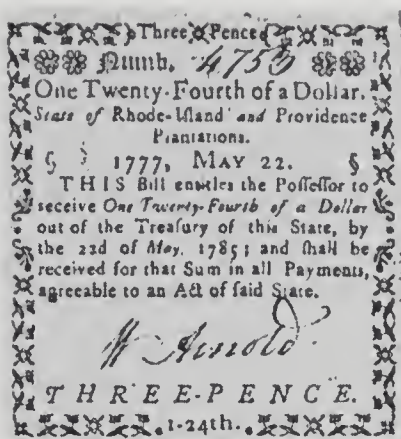 Three Pence
Numb. 4753
One Twenty-Fourth of a Dollar.
State of Rhode-Iſland and Providence
Plantations.
§ § 1777, MAY 22. §
THIS Bill entitles the Poſſeſſor to
receive One Twenty-Fourth of a Dollar
out of the Treaſury of this State, by
the 22d of May, 1785; and ſhall be
received for that Sum in all Payments,
agreeable to an Act of ſaid State.
W Arnold
THREE-PENCE.
1-24th.